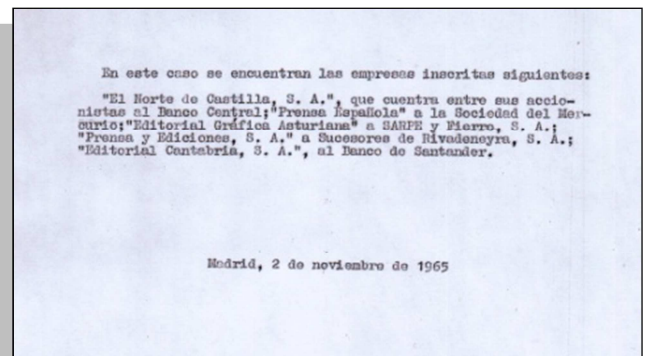 En este caso se encuentran las empresas inscritas siguientes:
"El Norte de Castilla, S. A.", que cuentra entre sus accio-
nistas al Banco Central;"Prensa Española" a la Sociedad del Mer-
curio;"Editorial Gráfica Asturiana" a SARPE y Fierro, S. A.;
"Prensa y Ediciones, S. A." a Sucesores de Rivadeneyra, S. A.;
"Editorial Cantabria, S. A.", al Banco de Santander.
Madrid, 2 de noviembre de 1965